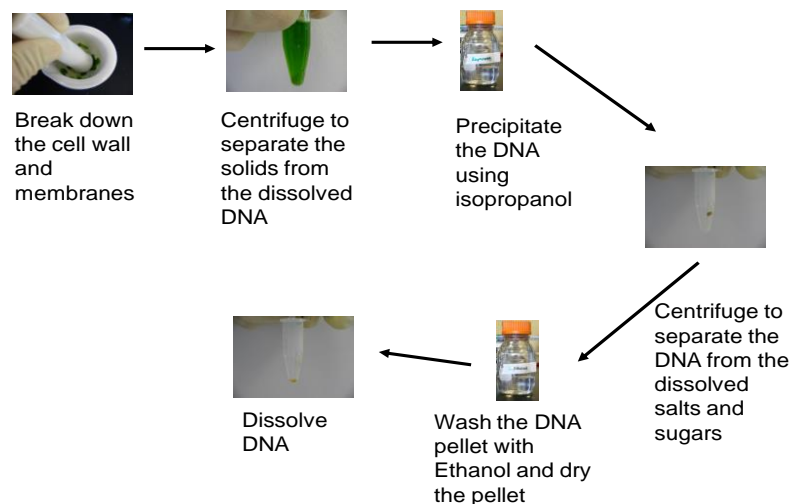 Break down
the cell wall
and
membranes
Centrifuge to
separate the
solids from
the dissolved
DNA
Precipitate
the DNA
using
isopropanol
Centrifuge to
separate the
DNA from the
dissolved
salts and
sugars
Wash the DNA
pellet with
Ethanol and dry
the pellet
Dissolve
DNA